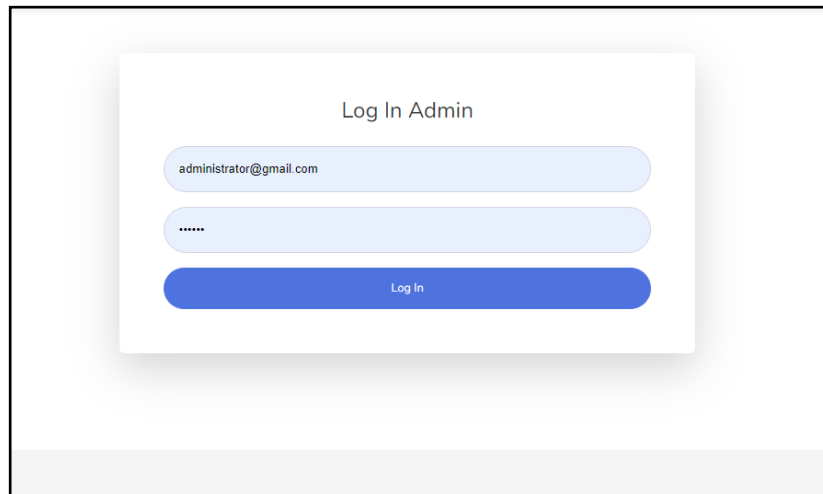 Log In Admin
administrator@gmail.com
••••••
Log In